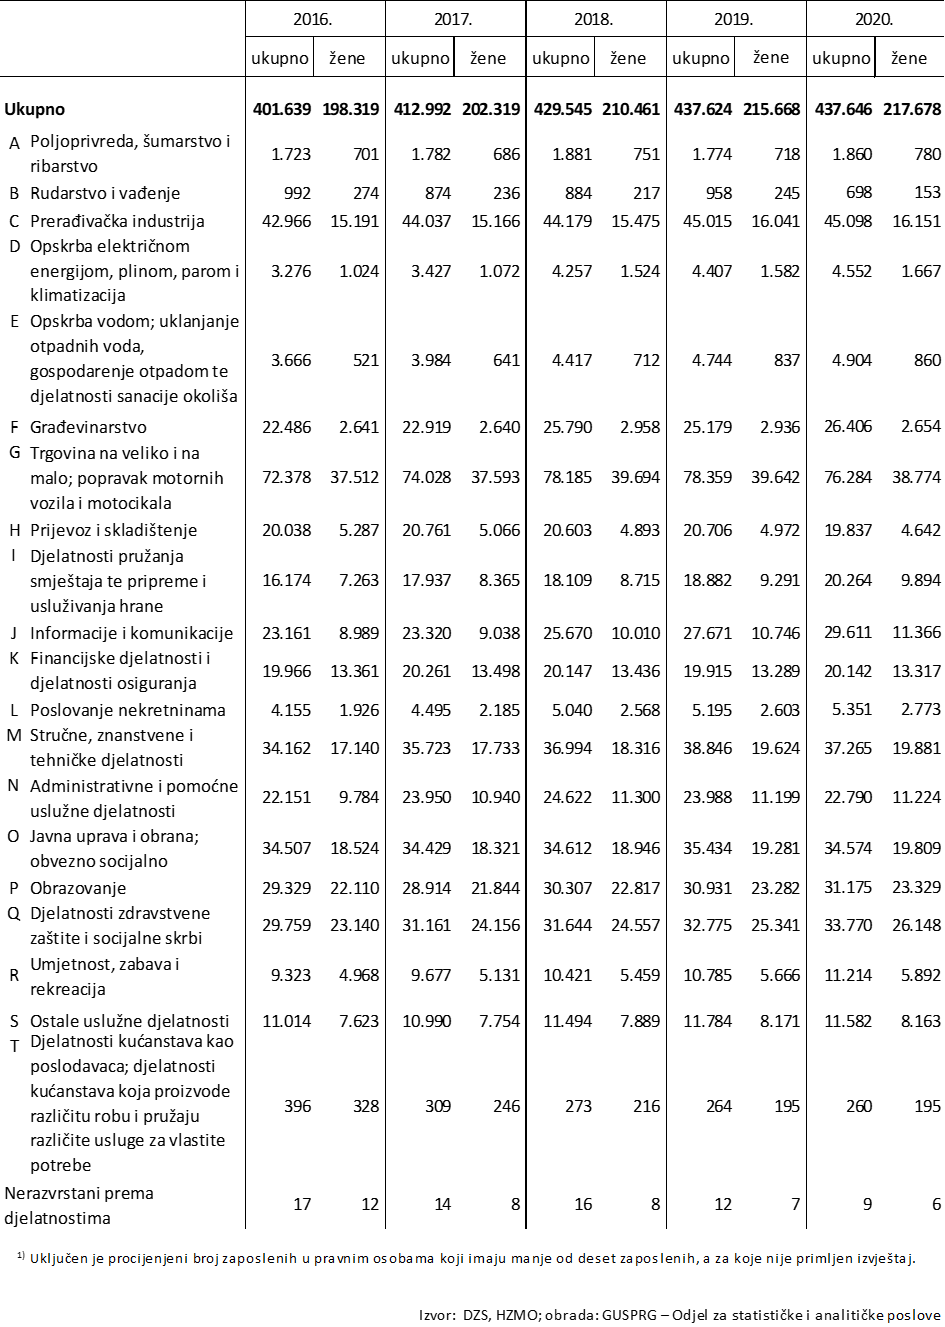 2016. 2017. 2018. 2019. 2020.
ukupno žene ukupno žene ukupno žene ukupno žene ukupno žene
Ukupno 401.639 198.319 412.992 202.319 429.545 210.461 437.624 215.668 437.646 217.678
A Poljoprivreda, šumarstvo i
ribarstvo 1.723 701 1.782 686 1.881 751 1.774 718 1.860 780
B Rudarstvo i vađenje 992 274 874 236 884 217 958 245 698 153
C Prerađivačka industrija 42.966 15.191 44.037 15.166 44.179 15.475 45.015 16.041 45.098 16.151
D Opskrba električnom
energijom, plinom, parom i 3.276 1.024 3.427 1.072 4.257 1.524 4.407 1.582 4.552 1.667
klimatizacija
E Opskrba vodom; uklanjanje
otpadnih voda,
gospodarenje otpadom te 3.666 521 3.984 641 4.417 712 4.744 837 4.904 860
djelatnosti sanacije okoliša
F Građevinarstvo 22.486 2.641 22.919 2.640 25.790 2.958 25.179 2.936 26.406 2.654
G Trgovina na veliko i na
malo; popravak motornih 72.378 37.512 74.028 37.593 78.185 39.694 78.359 39.642 76.284 38.774
vozila i motocikala
H Prijevoz i skladištenje 20.038 5.287 20.761 5.066 20.603 4.893 20.706 4.972 19.837 4.642
I Djelatnosti pružanja
smještaja te pripreme i 16.174 7.263 17.937 8.365 18.109 8.715 18.882 9.291 20.264 9.894
usluživanja hrane
J Informacije i komunikacije 23.161 8.989 23.320 9.038 25.670 10.010 27.671 10.746 29.611 11.366
K Financijske djelatnosti i
djelatnosti osiguranja 19.966 13.361 20.261 13.498 20.147 13.436 19.915 13.289 20.142 13.317
L Poslovanje nekretninama 4.155 1.926 4.495 2.185 5.040 2.568 5.195 2.603 5.351 2.773
M Stručne, znanstvene i
tehničke djelatnosti 34.162 17.140 35.723 17.733 36.994 18.316 38.846 19.624 37.265 19.881
N Administrativne i pomoćne
uslužne djelatnosti 22.151 9.784 23.950 10.940 24.622 11.300 23.988 11.199 22.790 11.224
O Javna uprava i obrana;
obvezno socijalno 34.507 18.524 34.429 18.321 34.612 18.946 35.434 19.281 34.574 19.809
P Obrazovanje 29.329 22.110 28.914 21.844 30.307 22.817 30.931 23.282 31.175 23.329
Q Djelatnosti zdravstvene
zaštite i socijalne skrbi 29.759 23.140 31.161 24.156 31.644 24.557 32.775 25.341 33.770 26.148
R Umjetnost, zabava i
rekreacija 9.323 4.968 9.677 5.131 10.421 5.459 10.785 5.666 11.214 5.892
S Ostale uslužne djelatnosti 11.014 7.623 10.990 7.754 11.494 7.889 11.784 8.171 11.582 8.163
T Djelatnosti kućanstava kao
poslodavaca; djelatnosti
kućanstava koja proizvode
različitu robu i pružaju 396 328 309 246 273 216 264 195 260 195
različite usluge za vlastite
potrebe
Nerazvrstani prema
djelatnostima 17 12 14 8 16 8 12 7 9 6
1) Uključen je procijenjeni broj zaposlenih u pravnim osobama koji imaju manje od deset zaposlenih, a za koje nije primljen izvještaj.
Izvor: DZS, HZMO; obrada: GUSPRG – Odjel za statističke i analitičke poslove